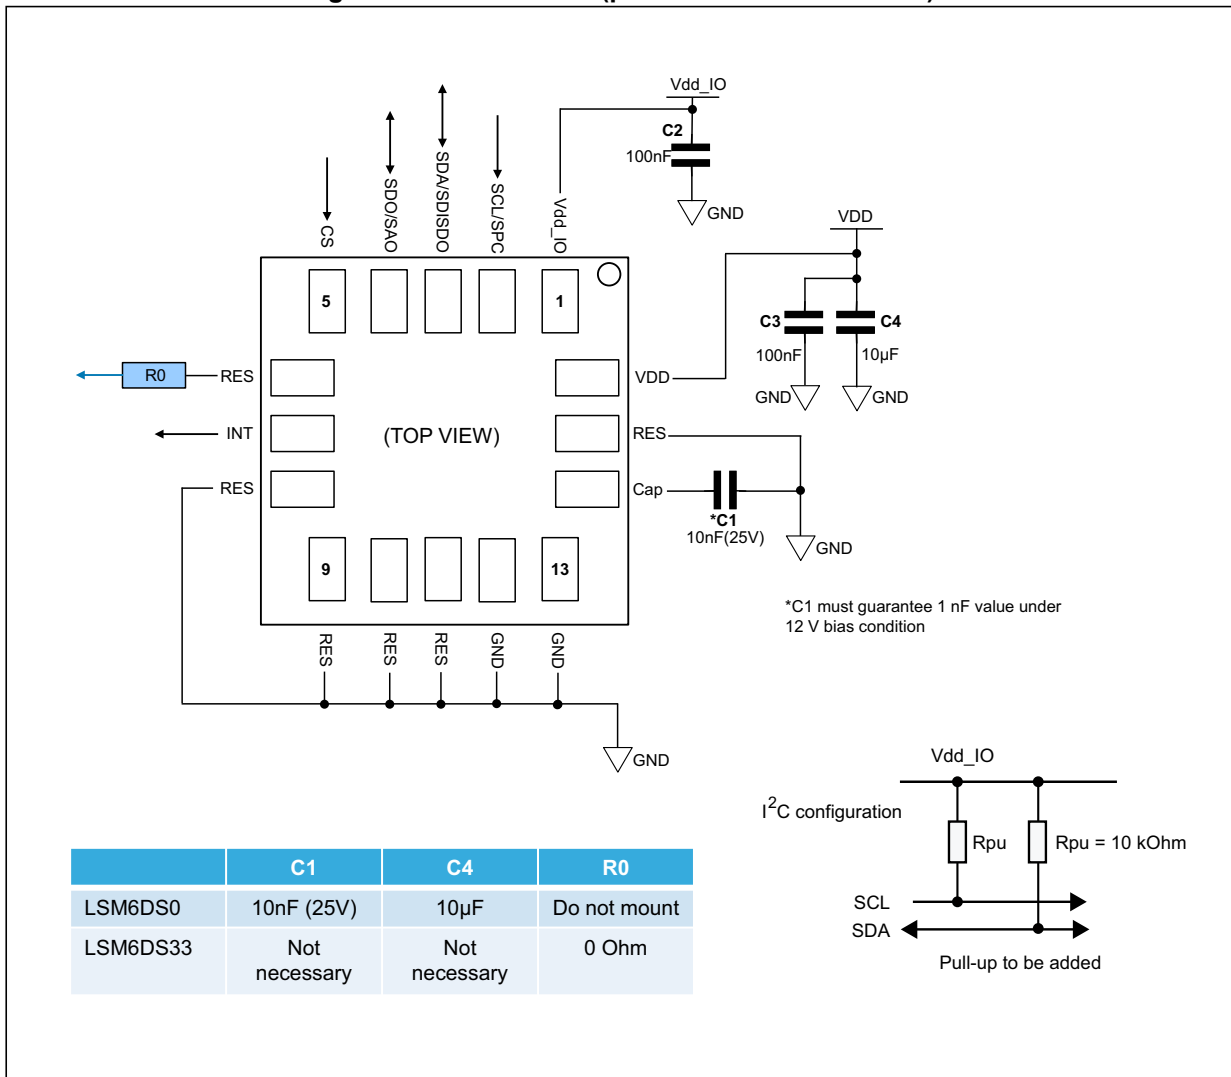 Vdd_IO
C2
100nF
GND
CS
SDO/SAO
SDA/SDISDO
SCL/SPC
Vdd_IO
VDD
5
1
C3
C4
100nF
10µF
GND
GND
R0
RES
VDD
INT
(TOP VIEW)
RES
RES
Cap
*C1
10nF(25V)
GND
9
13
*C1 must guarantee 1 nF value under
12 V bias condition
RES
RES
RES
GND
GND
GND
Vdd_IO
I2C configuration
Rpu
Rpu = 10 kOhm
SCL
SDA
Pull-up to be added
C1 C4 R0
LSM6DS0 10nF (25V) 10µF Do not mount
LSM6DS33 Not necessary Not necessary 0 Ohm